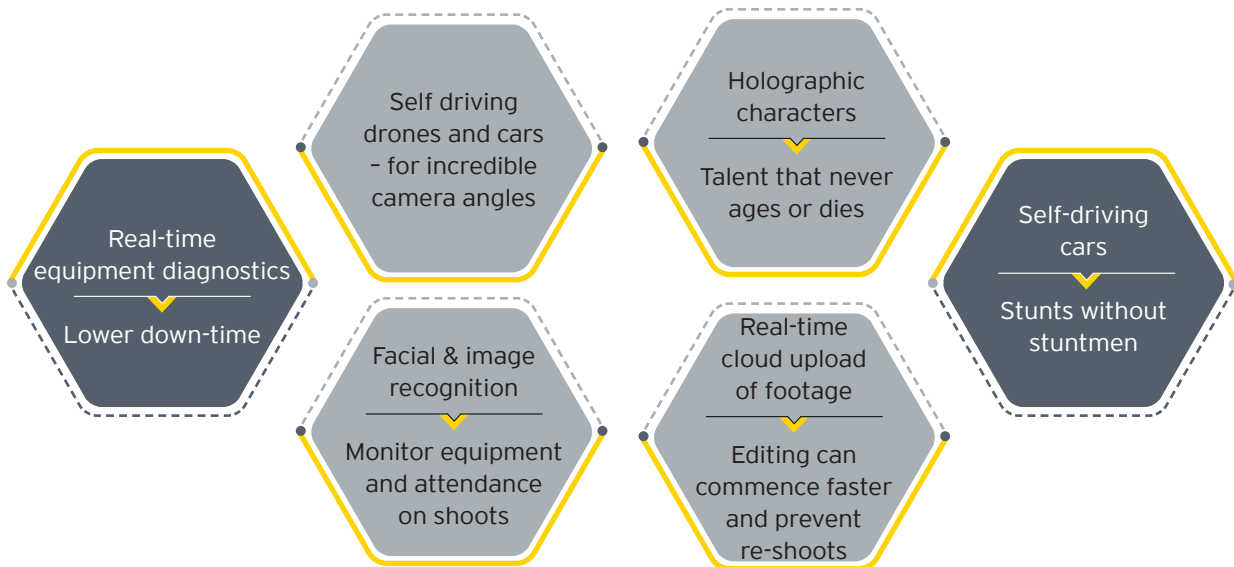 Real-time
equipment diagnostics
Lower down-time
Self driving
drones and cars
– for incredible
camera angles
Facial & image
recognition
Monitor equipment
and attendance
on shoots
Holographic
characters
Talent that never
ages or dies
Real-time
cloud upload
of footage
Editing can
commence faster
and prevent
re-shoots
Self-driving
cars
Stunts without
stuntmen